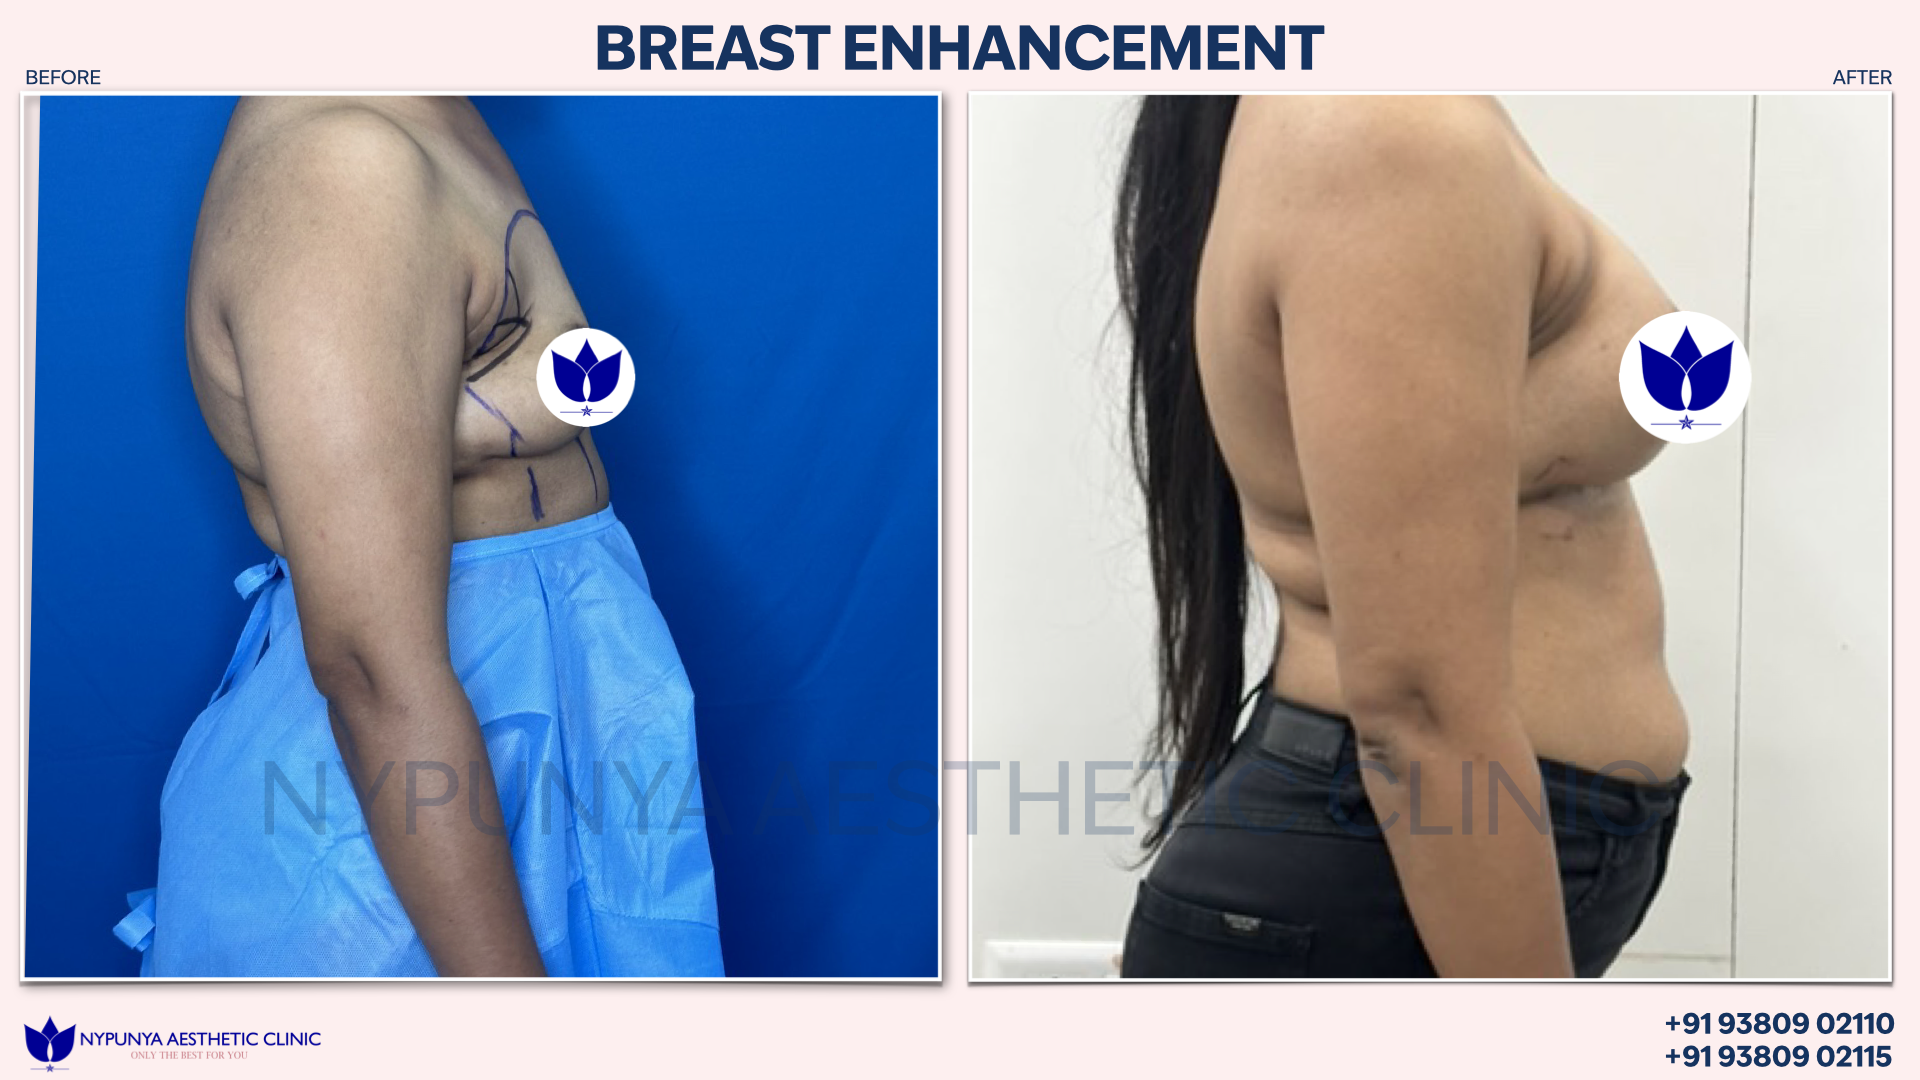 BREAST ENHANCEMENT
BEFORE
AFTER
NYPUNYA AESTHETIC CLINIC
NYPUNYA AESTHETIC CLINIC
ONLY THE BEST FOR YOU
+91 93809 02110
+91 93809 02115